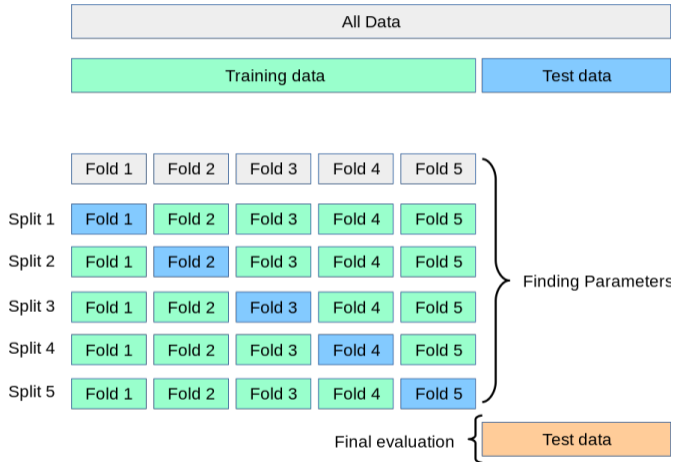 All Data
Training data Test data
Fold 1 Fold 2 Fold 3 Fold 4 Fold 5
Split 1 Fold 1 Fold 2 Fold 3 Fold 4 Fold 5
Split 2 Fold 1 Fold 2 Fold 3 Fold 4 Fold 5
Finding Parameters
Split 3 Fold 1 Fold 2 Fold 3 Fold 4 Fold 5
Split 4 Fold 1 Fold 2 Fold 3 Fold 4 Fold 5
Split 5 Fold 1 Fold 2 Fold 3 Fold 4 Fold 5
Final evaluation Test data